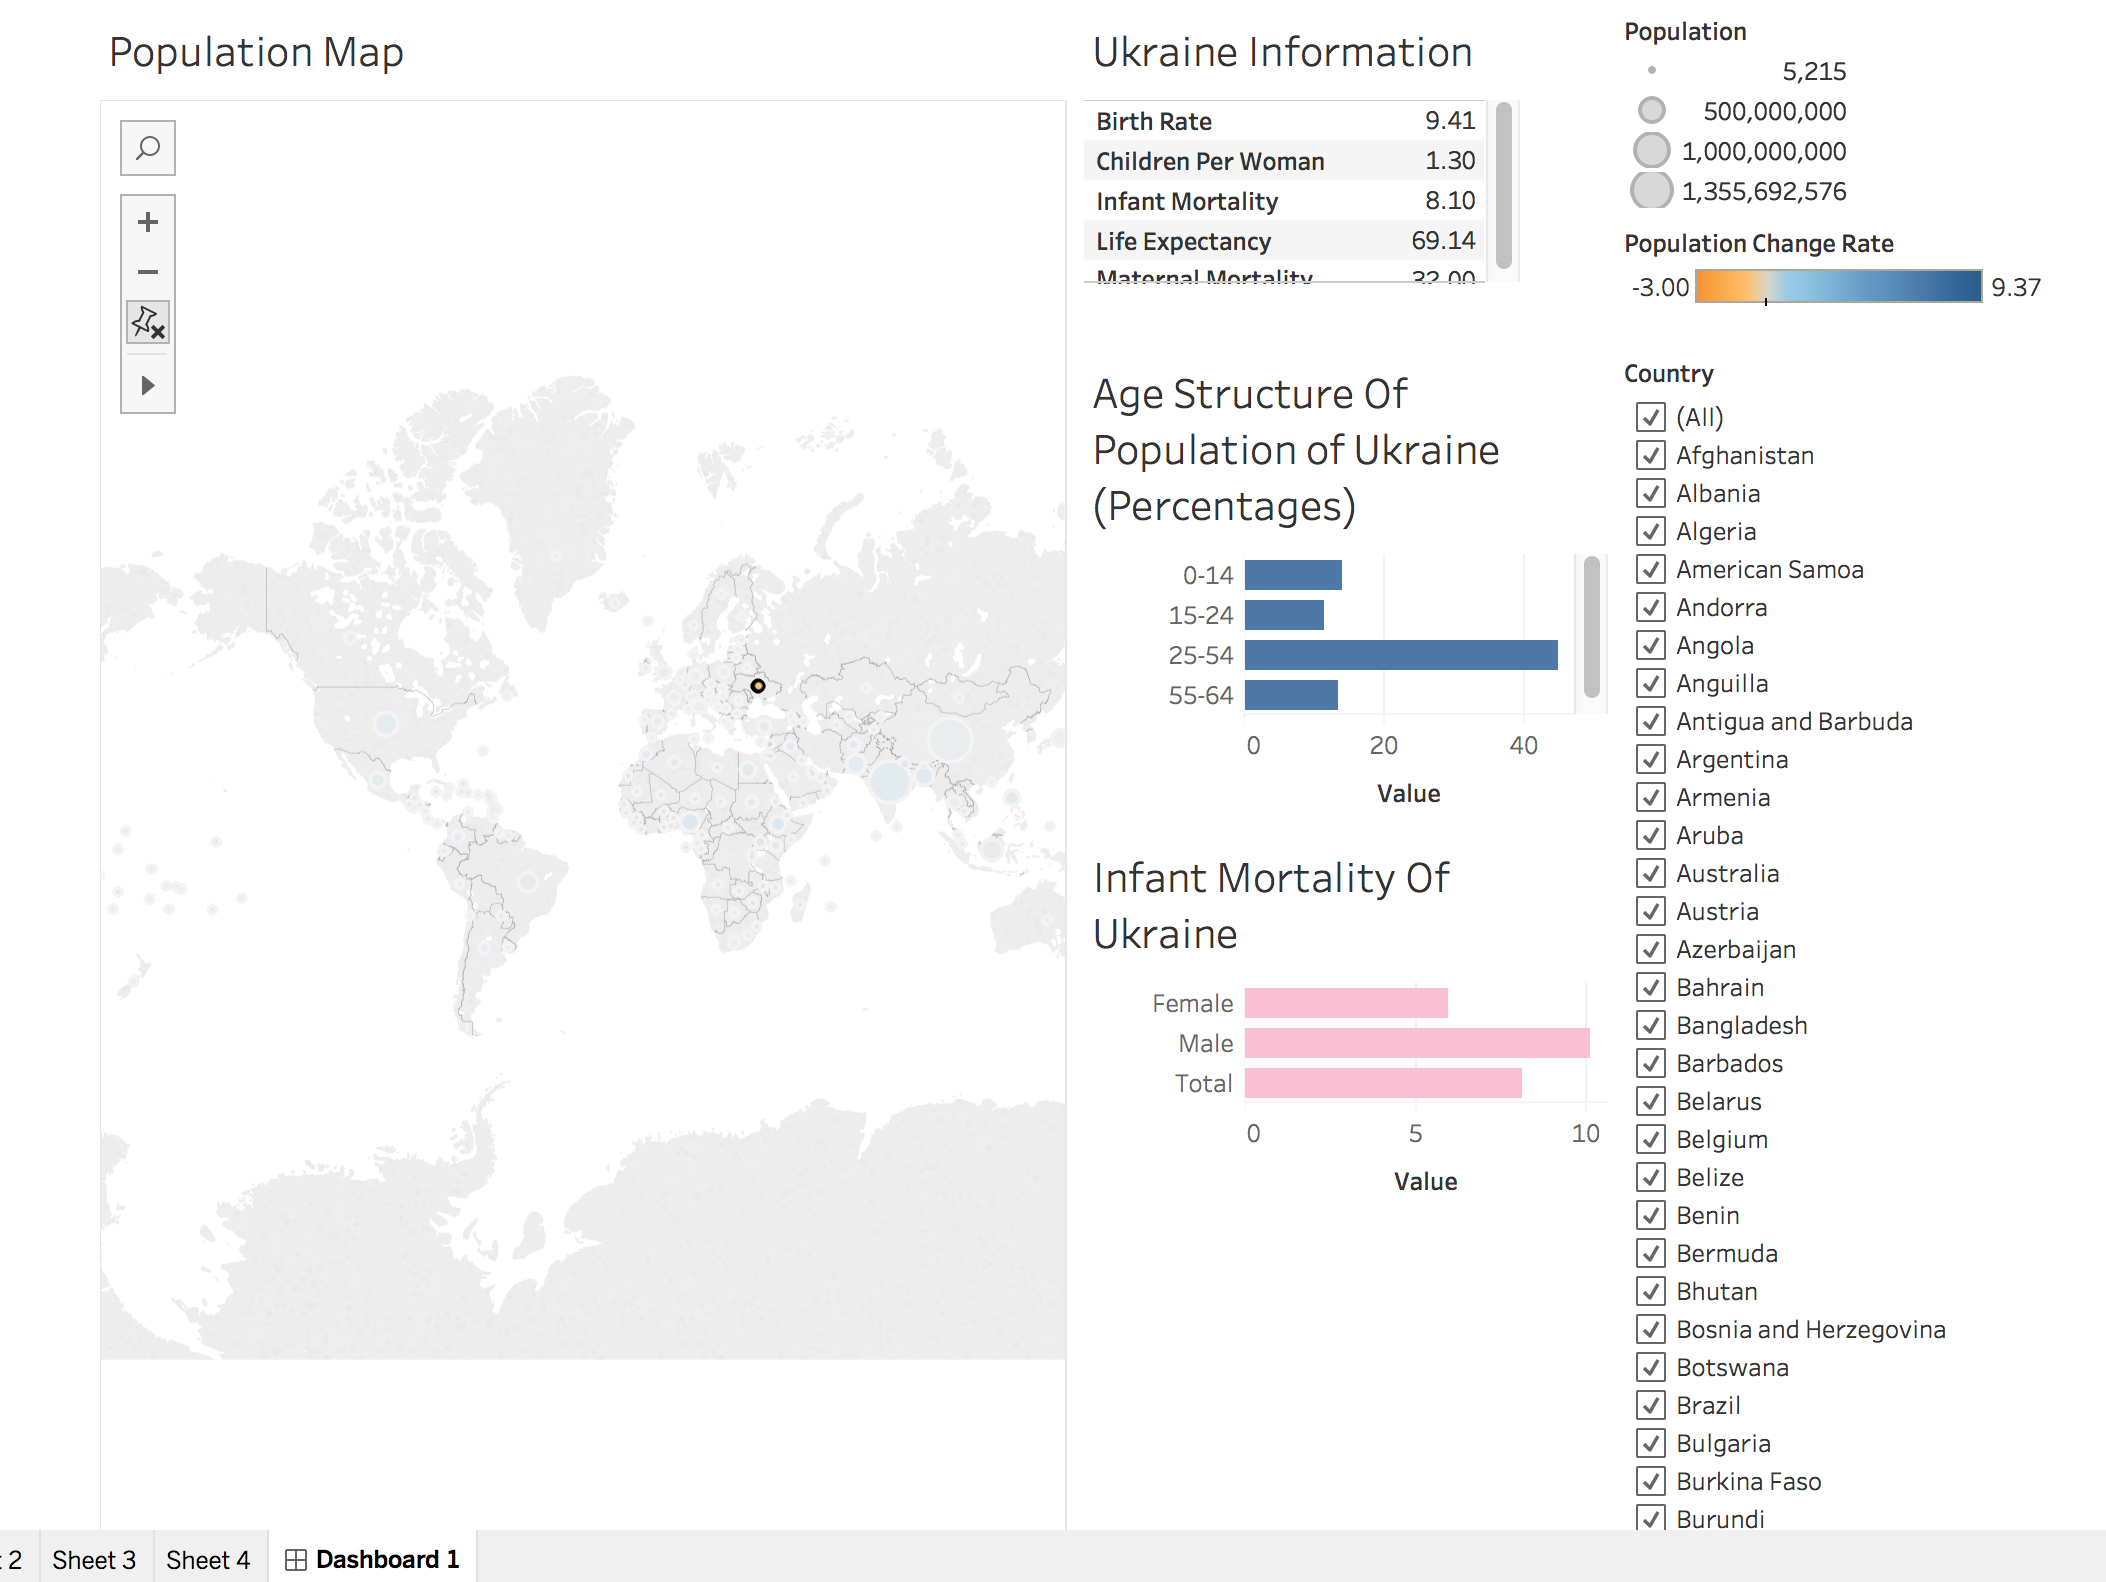 Population Map
Ukraine Information
Birth Rate 9.41
Children Per Woman 1.30
Infant Mortality 8.10
Life Expectancy 69.14
Maternal Mortality 32.00
Age Structure Of
Population of Ukraine
(Percentages)
0-14
15-24
25-54
55-64
0 20 40
Value
Infant Mortality Of
Ukraine
Female
Male
Total
0 5 10
Value
Population
5,215
500,000,000
1,000,000,000
1,355,692,576
Population Change Rate
-3.00 9.37
Country
(All)
Afghanistan
Albania
Algeria
American Samoa
Andorra
Angola
Anguilla
Antigua and Barbuda
Argentina
Armenia
Aruba
Australia
Austria
Azerbaijan
Bahrain
Bangladesh
Barbados
Belarus
Belgium
Belize
Benin
Bermuda
Bhutan
Bosnia and Herzegovina
Botswana
Brazil
Bulgaria
Burkina Faso
Burundi
2 Sheet 3 Sheet 4 Dashboard 1